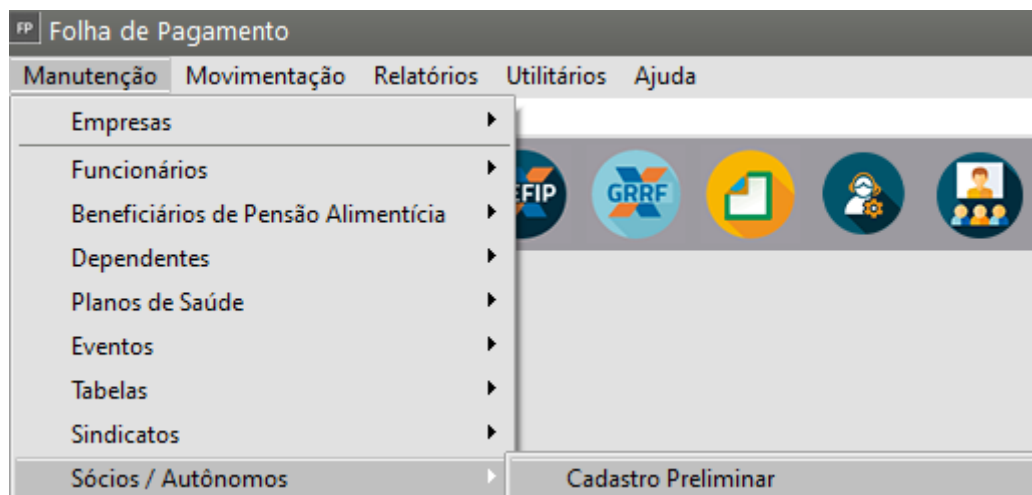 FP Folha de Pagamento
Manutenção Movimentação Relatórios Utilitários Ajuda
Empresas
Funcionários
EFIP GRRF
Beneficiários de Pensão Alimentícia
Dependentes
Planos de Saúde
Eventos
Tabelas
Sindicatos
Sócios / Autônomos Cadastro Preliminar